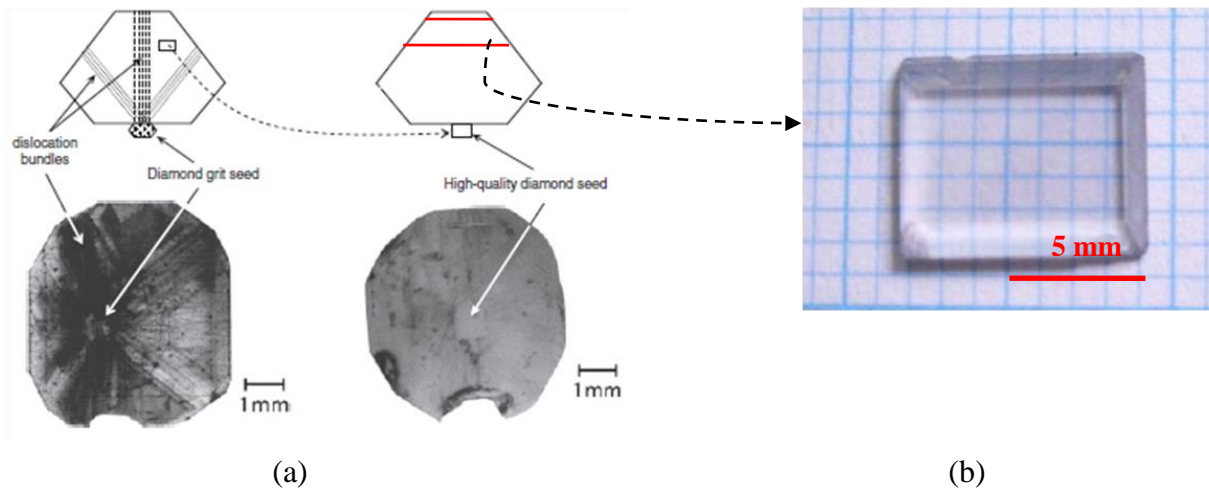 dislocation
bundles
Diamond grit seed
High-quality diamond seed
1mm
1mm
5 mm
(a)
(b)